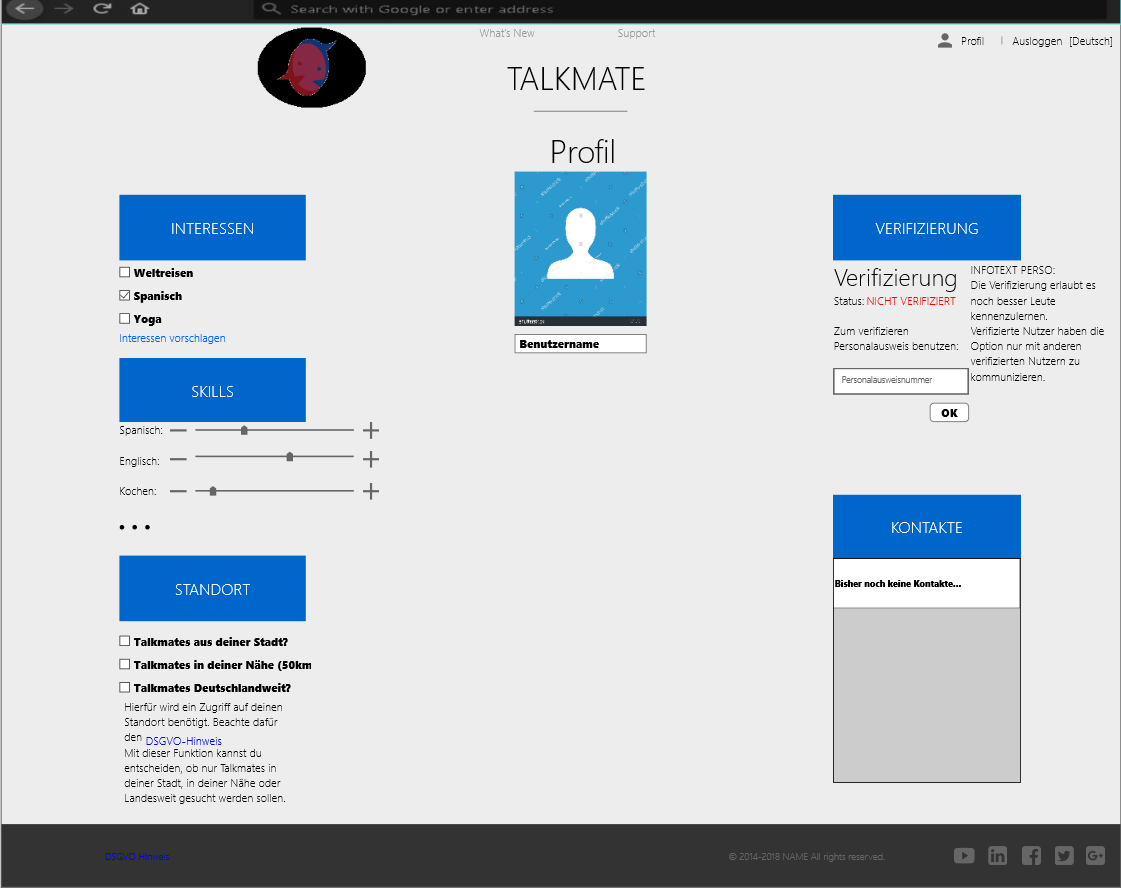 Search with Google or enter address
What's New
Support
Profil
|
Ausloggen
[Deutsch]
TALKMATE
Profil
INTERESSEN
Weltreisen
Spanisch
Yoga
Interessen vorschlagen
SKILLS
Spanisch:
Englisch:
Kochen:
• • •
STANDORT
Talkmates aus deiner Stadt?
Talkmates in deiner Nähe (50km
Talkmates Deutschlandweit?
Hierfür wird ein Zugriff auf deinen
Standort benötigt. Beachte dafür
den DSGVO-Hinweis
Mit dieser Funktion kannst du
entscheiden, ob nur Talkmates in
deiner Stadt, in deiner Nähe oder
Landesweit gesucht werden sollen.
Benutzername
VERIFIZIERUNG
Verifizierung
Status: NICHT VERIFIZIERT
Zum verifizieren
Personalausweis benutzen:
Personalausweisnummer
OK
INFOTEXT PERSO:
Die Verifizierung erlaubt es
noch besser Leute
kennenzulernen.
Verifizierte Nutzer haben die
Option nur mit anderen
verifizierten Nutzern zu
kommunizieren.
KONTAKTE
Bisher noch keine Kontakte...
DSGVO Hinweis
© 2014-2018 NAME All rights reserved.